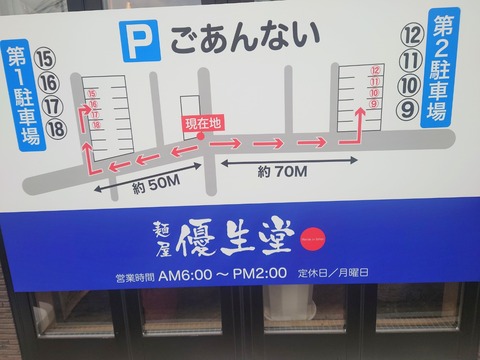 P ごあんない
第1駐車場
⑮
⑯
⑰
⑱
⑮
⑯
⑰
⑱
現在地
約50M
約70M
⑫
⑪
⑩
⑨
⑫
⑪
⑩
⑨
第2駐車場
麺屋 優生堂
営業時間 AM6:00～PM2:00 定休日／月曜日